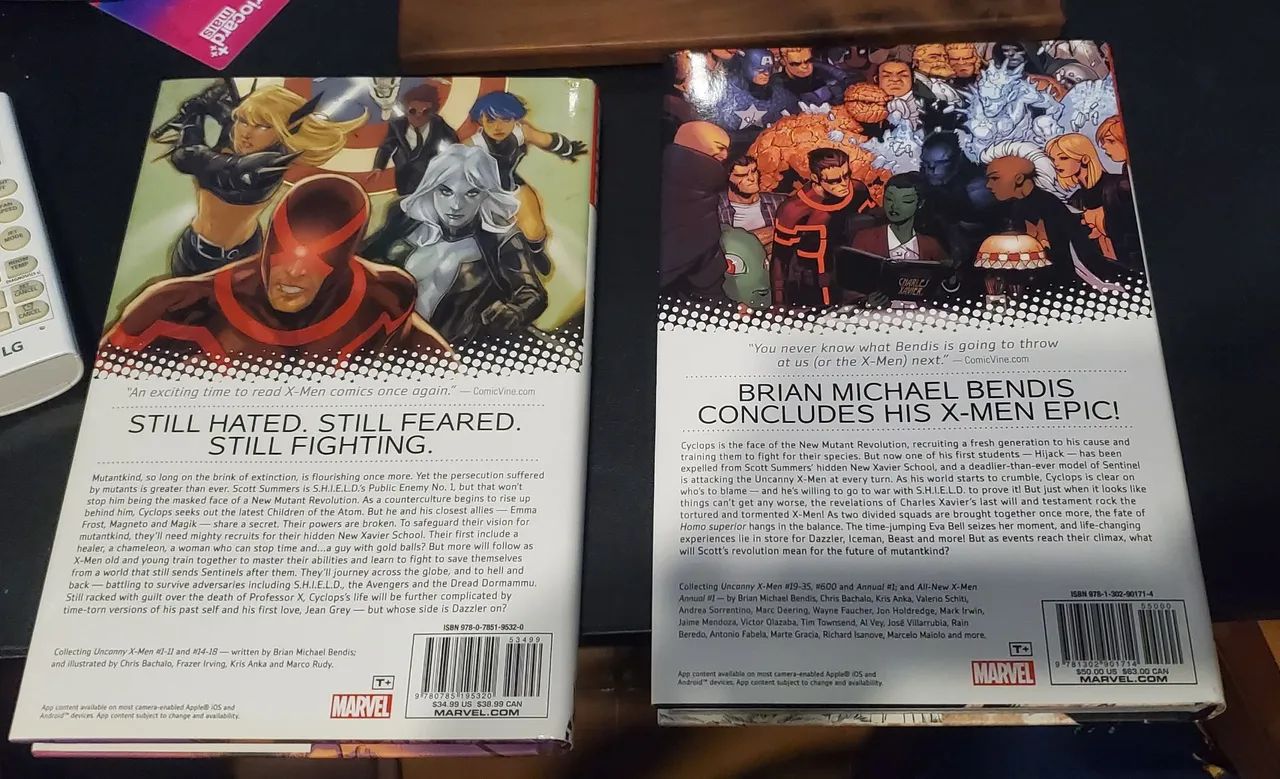 riocard
mais
FAN
SPEED
JET
MODE
ROOM
TEMP
SET
CANCEL
CANCEL
LG
"An exciting time to read X-Men comics once again." — ComicVine.com
STILL HATED. STILL FEARED.
STILL FIGHTING.
Mutantkind, so long on the brink of extinction, is flourishing once more. Yet the persecution suffered
by mutants is greater than ever. Scott Summers is S.H.I.E.L.D.'s Public Enemy No. 1, but that won't
stop him being the masked face of a New Mutant Revolution. As a counterculture begins to rise up
behind him, Cyclops seeks out the latest Children of the Atom. But he and his closest allies — Emma
Frost, Magneto and Magik — share a secret. Their powers are broken. To safeguard their vision for
mutantkind, they'll need mighty recruits for their hidden New Xavier School. Their first include a
healer, a chameleon, a woman who can stop time and...a guy with gold balls? But more will follow as
X-Men old and young train together to master their abilities and learn to fight to save themselves
from a world that still sends Sentinels after them. They'll journey across the globe, and to hell and
back — battling to survive adversaries including S.H.I.E.L.D., the Avengers and the Dread Dormammu.
Still racked with guilt over the death of Professor X, Cyclops's life will be further complicated by
time-torn versions of his past self and his first love, Jean Grey — but whose side is Dazzler on?
Collecting Uncanny X-Men #1-11 and #14-18 — written by Brian Michael Bendis;
and illustrated by Chris Bachalo, Frazer Irving, Kris Anka and Marco Rudy.
App content available on most camera-enabled Apple® iOS and
Android™ devices. App content subject to change and availability.
T+
MARVEL
ISBN 978-0-7851-9532-0
53499
9 780785 195320
$34.99 US $38.99 CAN
MARVEL.COM
CHARLES
XAVIER
"You never know what Bendis is going to throw
at us (or the X-Men) next." — ComicVine.com
BRIAN MICHAEL BENDIS
CONCLUDES HIS X-MEN EPIC!
Cyclops is the face of the New Mutant Revolution, recruiting a fresh generation to his cause and
training them to fight for their species. But now one of his first students — Hijack — has been
expelled from Scott Summers' hidden New Xavier School, and a deadlier-than-ever model of Sentinel
is attacking the Uncanny X-Men at every turn. As his world starts to crumble, Cyclops is clear on
who's to blame — and he's willing to go to war with S.H.I.E.L.D. to prove it! But just when it looks like
things can't get any worse, the revelations of Charles Xavier's last will and testament rock the
tortured and tormented X-Men! As two divided squads are brought together once more, the fate of
Homo superior hangs in the balance. The time-jumping Eva Bell seizes her moment, and life-changing
experiences lie in store for Dazzler, Iceman, Beast and more! But as events reach their climax, what
will Scott's revolution mean for the future of mutantkind?
Collecting Uncanny X-Men #19-35, #600 and Annual #1; and All-New X-Men
Annual #1 — by Brian Michael Bendis, Chris Bachalo, Kris Anka, Valerio Schiti,
Andrea Sorrentino, Marc Deering, Wayne Faucher, Jon Holdredge, Mark Irwin,
Jaime Mendoza, Victor Olazaba, Tim Townsend, Al Vey, José Villarrubia, Rain
Beredo, Antonio Fabela, Marte Gracia, Richard Isanove, Marcelo Maiolo and more.
App content available on most camera-enabled Apple® iOS and
Android™ devices. App content subject to change and availability.
T+
MARVEL
ISBN 978-1-302-90171-4
55000
9 781302 901714
$50.00 US $63.00 CAN
MARVEL.COM